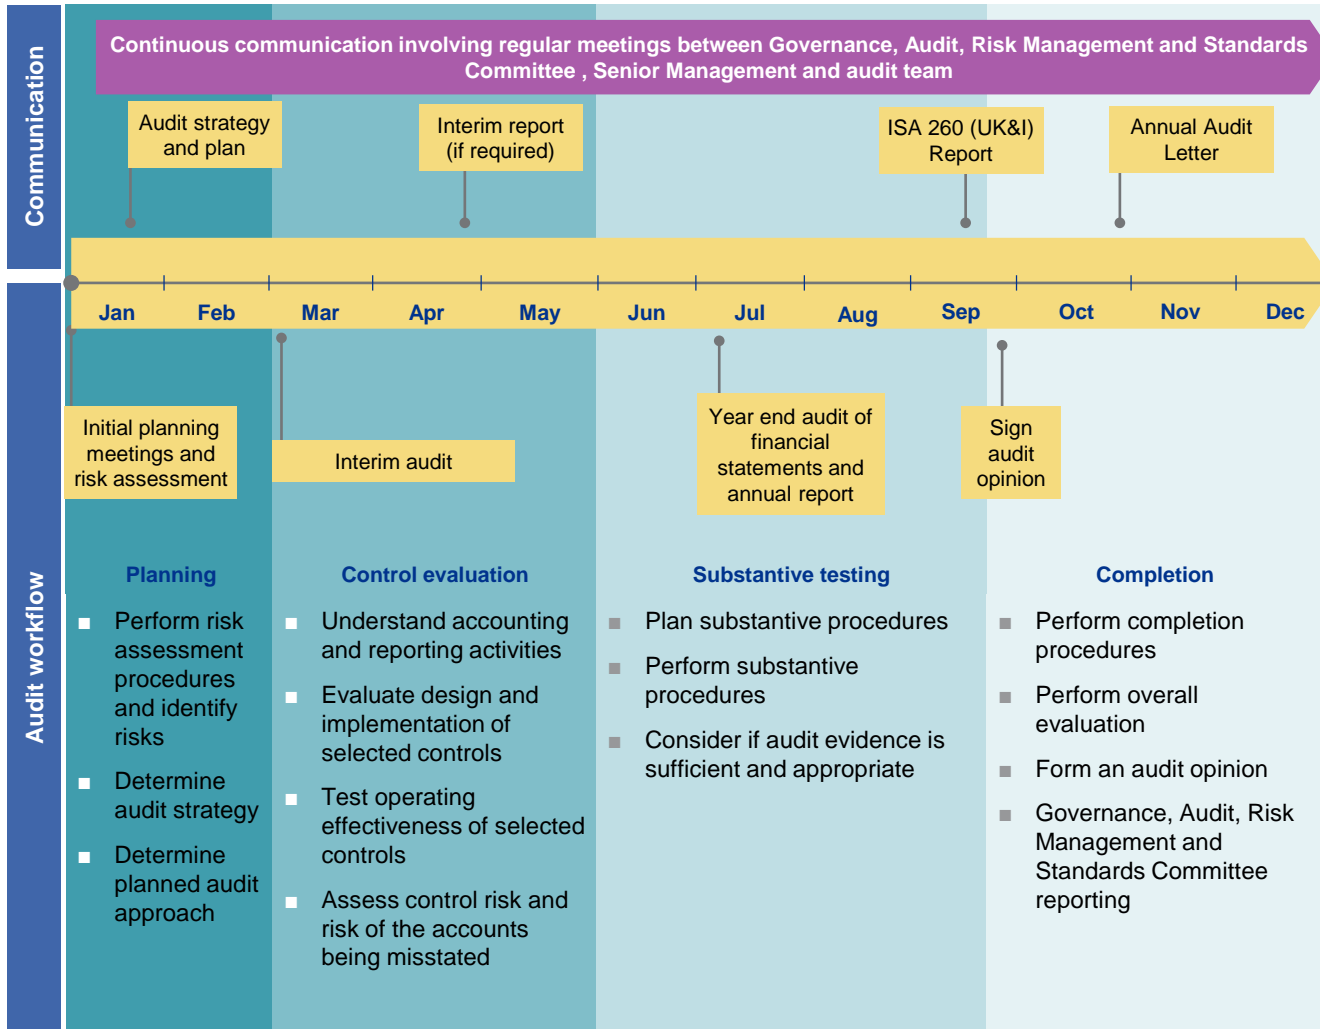 Communication
Continuous communication involving regular meetings between Governance, Audit, Risk Management and Standards
Committee , Senior Management and audit team
Audit strategy
and plan
Interim report
(if required)
ISA 260 (UK&I)
Report
Annual Audit
Letter
Jan
Feb
Mar
Apr
May
Jun
Jul
Aug
Sep
Oct
Nov
Dec
Audit workflow
Initial planning
meetings and
risk assessment
Interim audit
Year end audit of
financial
statements and
annual report
Sign
audit
opinion
Planning
Perform risk
assessment
procedures
and identify
risks
Determine
audit strategy
Determine
planned audit
approach
Control evaluation
Understand accounting
and reporting activities
Evaluate design and
implementation of
selected controls
Test operating
effectiveness of selected
controls
Assess control risk and
risk of the accounts
being misstated
Substantive testing
Plan substantive procedures
Perform substantive
procedures
Consider if audit evidence is
sufficient and appropriate
Completion
Perform completion
procedures
Perform overall
evaluation
Form an audit opinion
Governance, Audit, Risk
Management and
Standards Committee
reporting